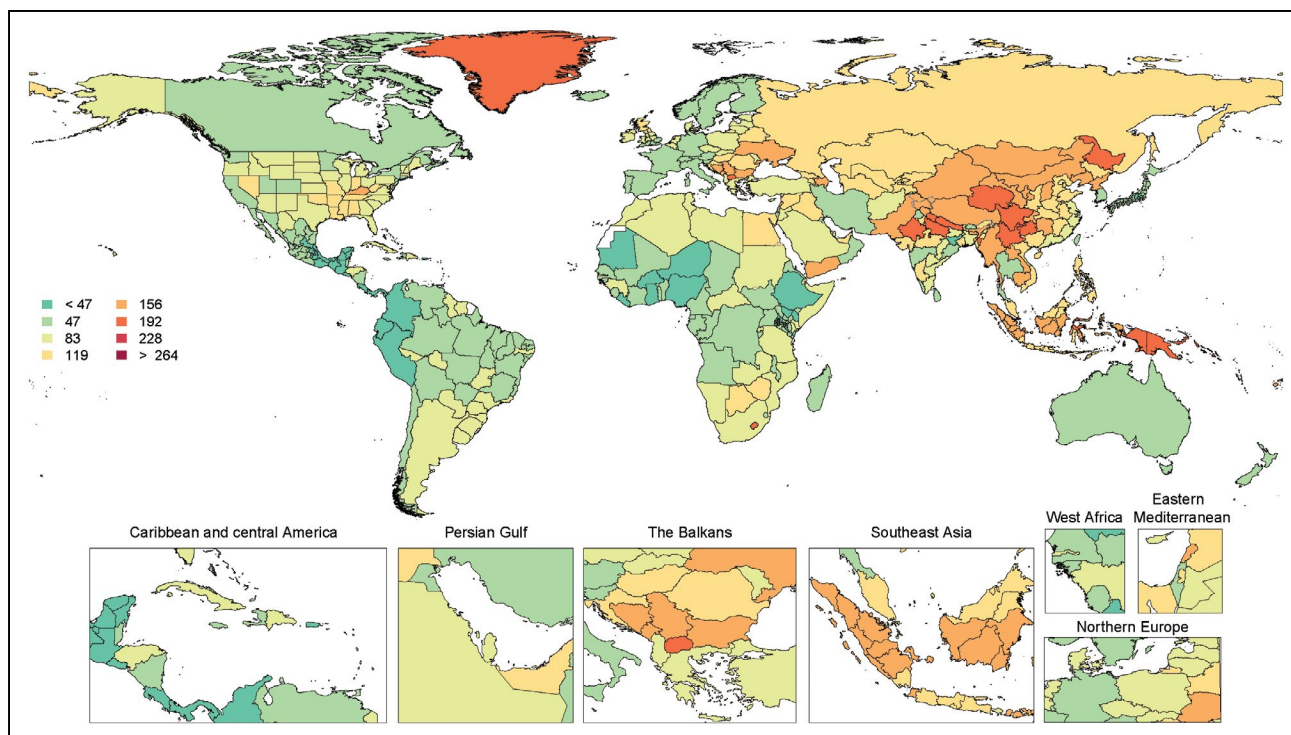 < 47
156
47
192
83
228
119
> 264
Caribbean and central America
Persian Gulf
The Balkans
Southeast Asia
West Africa
Eastern
Mediterranean
Northern Europe